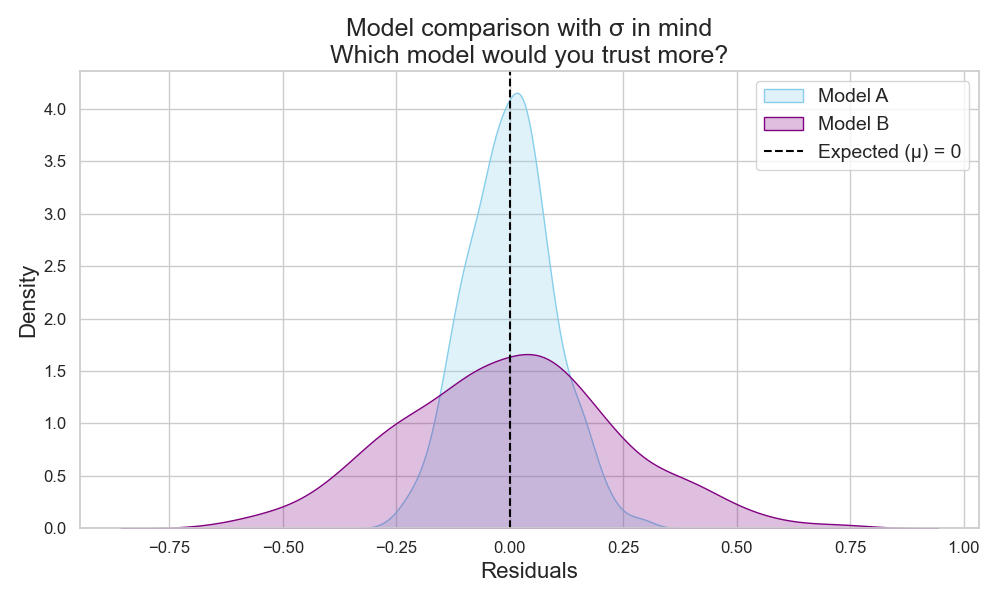 Model comparison with σ in mind
Which model would you trust more?
Model A
Model B
Expected (μ) = 0
Density
4.0
3.5
3.0
2.5
2.0
1.5
1.0
0.5
0.0
−0.75
−0.50
−0.25
0.00
0.25
0.50
0.75
1.00
Residuals